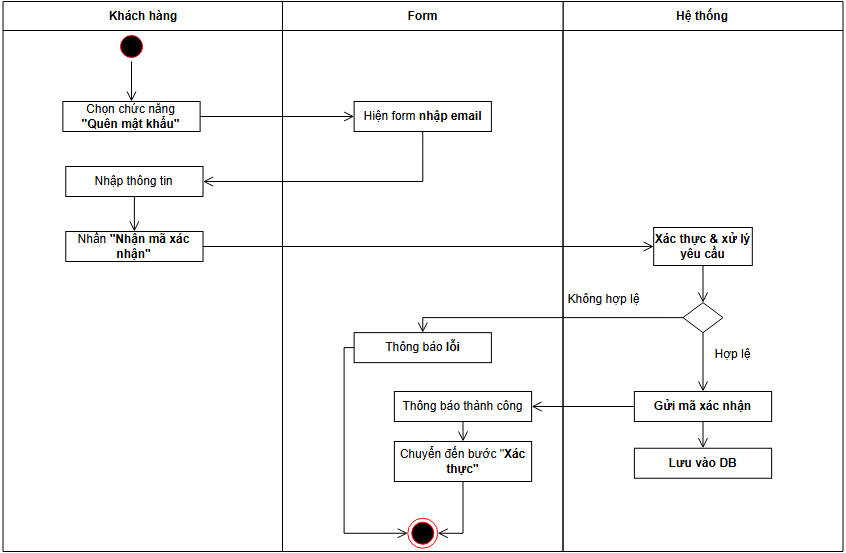 Khách hàng
Form
Hệ thống
Chọn chức năng
"Quên mật khẩu"
Hiện form nhập email
Nhập thông tin
Nhấn "Nhận mã xác
nhận"
Xác thực & xử lý
yêu cầu
Không hợp lệ
Thông báo lỗi
Hợp lệ
Thông báo thành công
Gửi mã xác nhận
Chuyển đến bước "Xác
thực"
Lưu vào DB